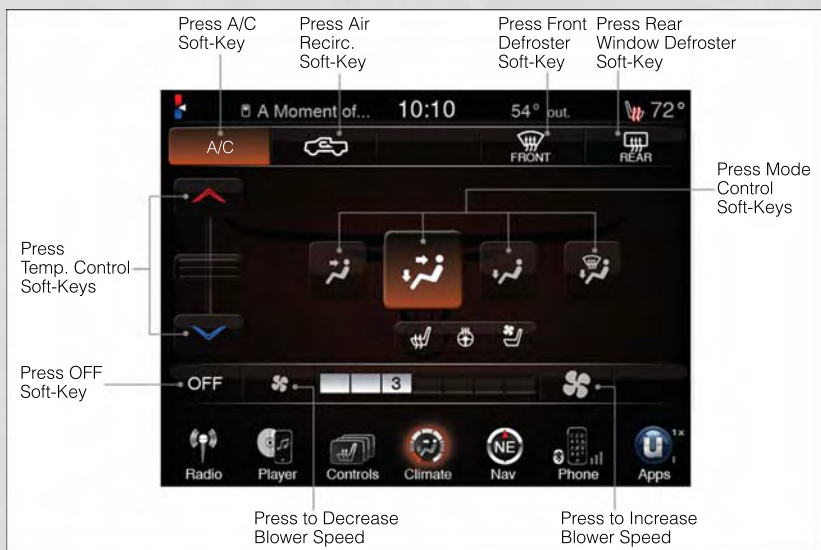 Press A/C
Soft-Key
Press Air
Recirc.
Soft-Key
Press Front
Defroster
Soft-Key
Press Rear
Window Defroster
Soft-Key
A Moment of... 10:10 54° out. 72°
A/C
FRONT
REAR
Press Mode
Control
Soft-Keys
Press
Temp. Control
Soft-Keys
Press OFF
Soft-Key
OFF
3
NE
U
1x
Radio Player Controls Climate Nav Phone Apps
Press to Decrease
Blower Speed
Press to Increase
Blower Speed